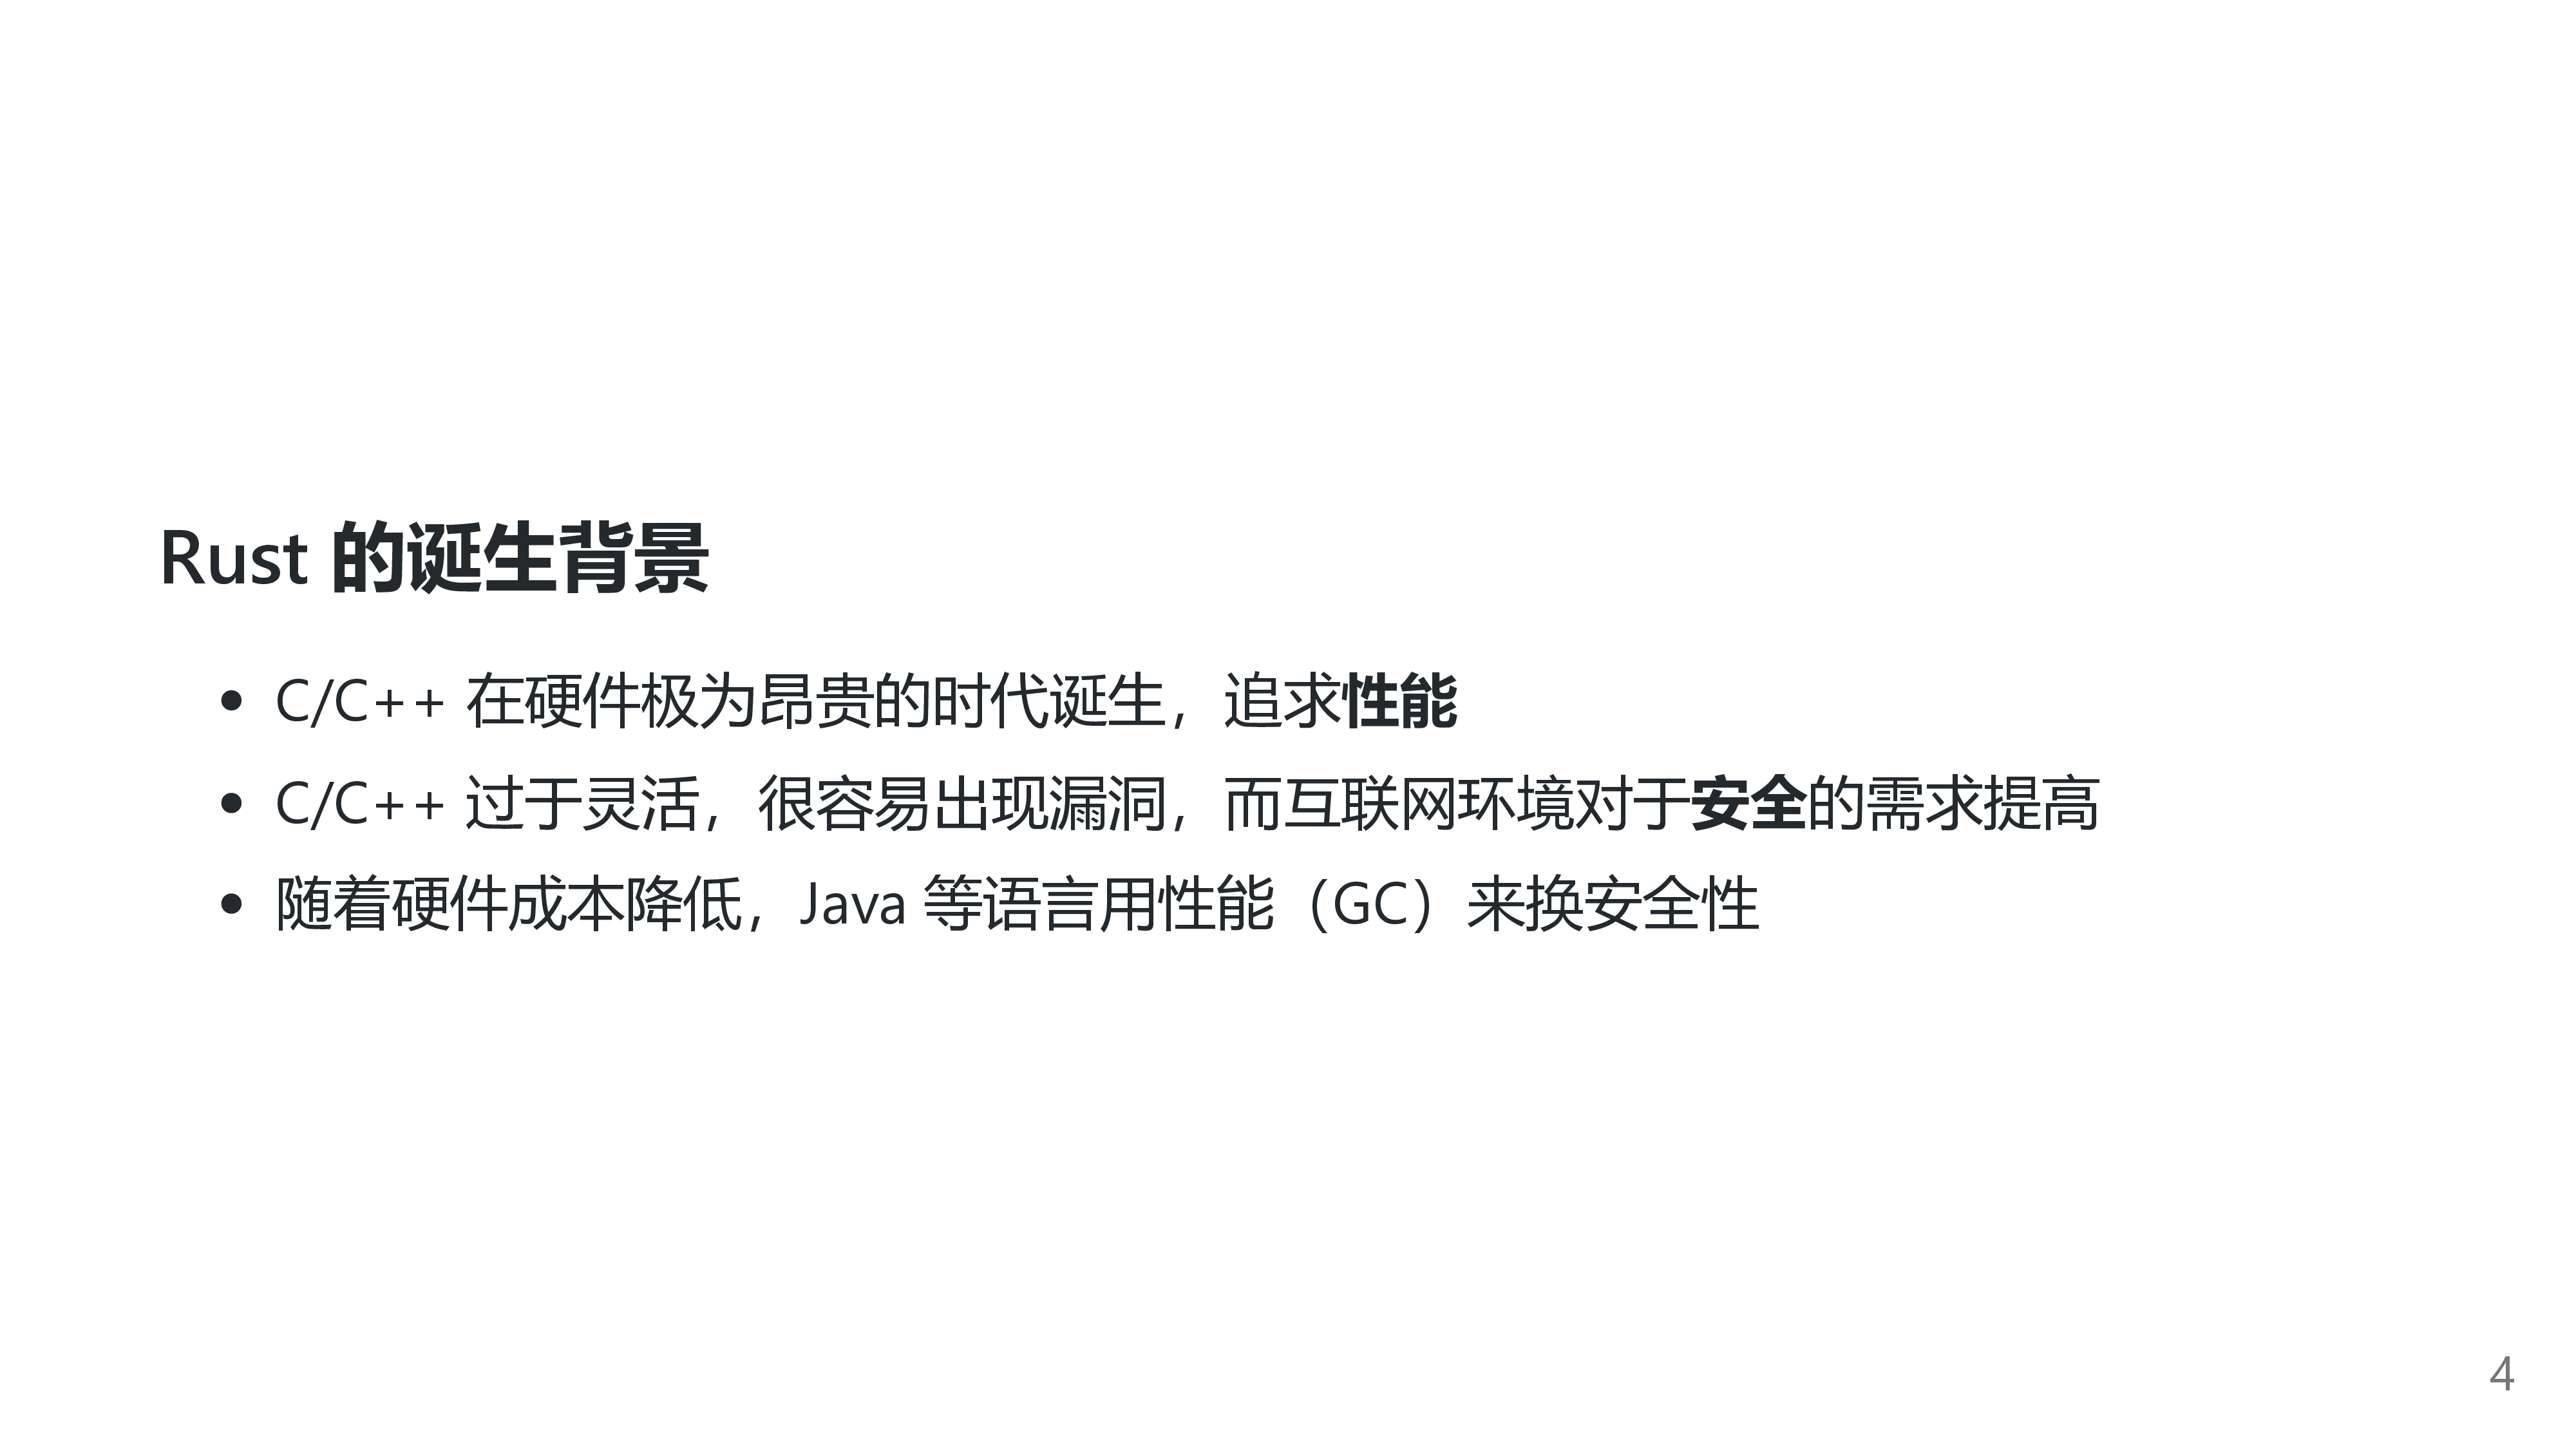 Rust 的诞生背景
• C/C++ 在硬件极为昂贵的时代诞生，追求性能
• C/C++ 过于灵活，很容易出现漏洞，而互联网环境对于安全的需求提高
• 随着硬件成本降低，Java 等语言用性能（GC）来换安全性
4